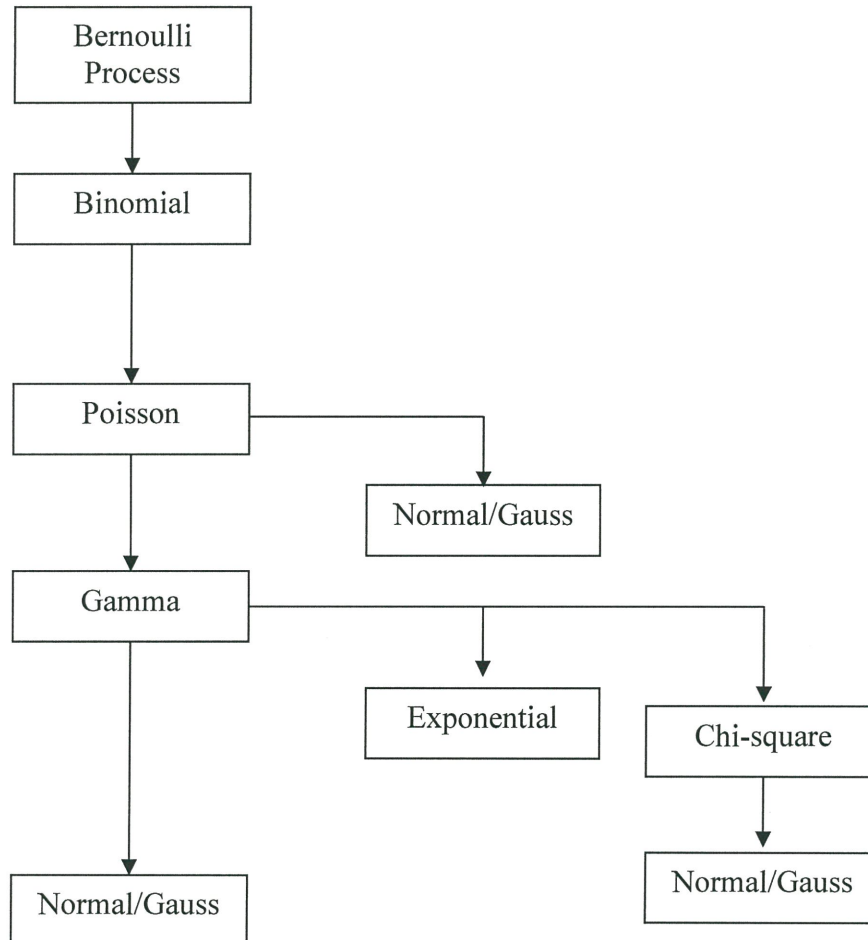 Bernoulli
Process
Binomial
Poisson
Normal/Gauss
Gamma
Exponential
Chi-square
Normal/Gauss
Normal/Gauss